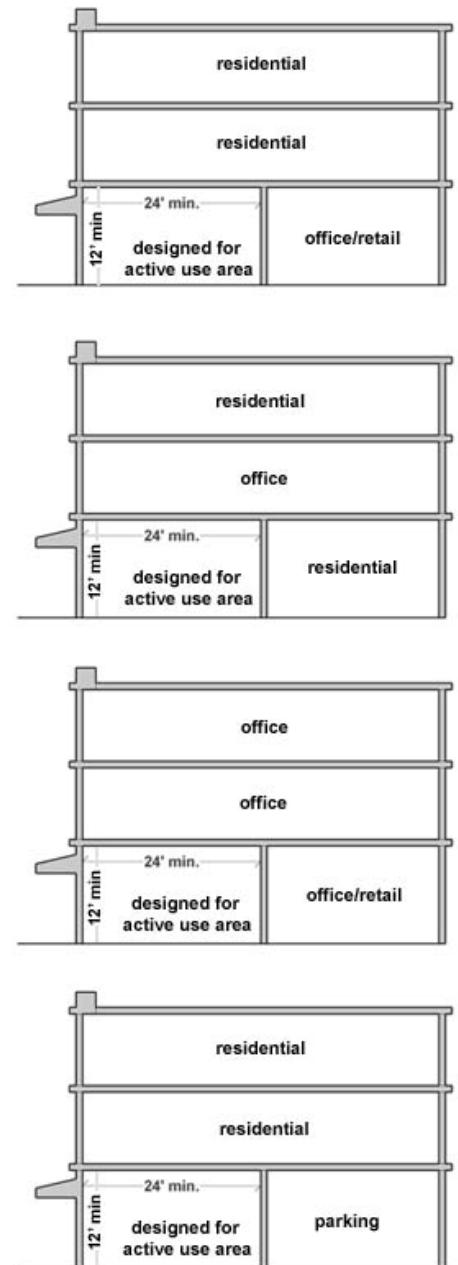 residential
residential
24' min.
12' min
designed for
active use area
office/retail
residential
office
24' min.
12' min
designed for
active use area
residential
office
office
24' min.
12' min
designed for
active use area
office/retail
residential
residential
24' min.
12' min
designed for
active use area
parking